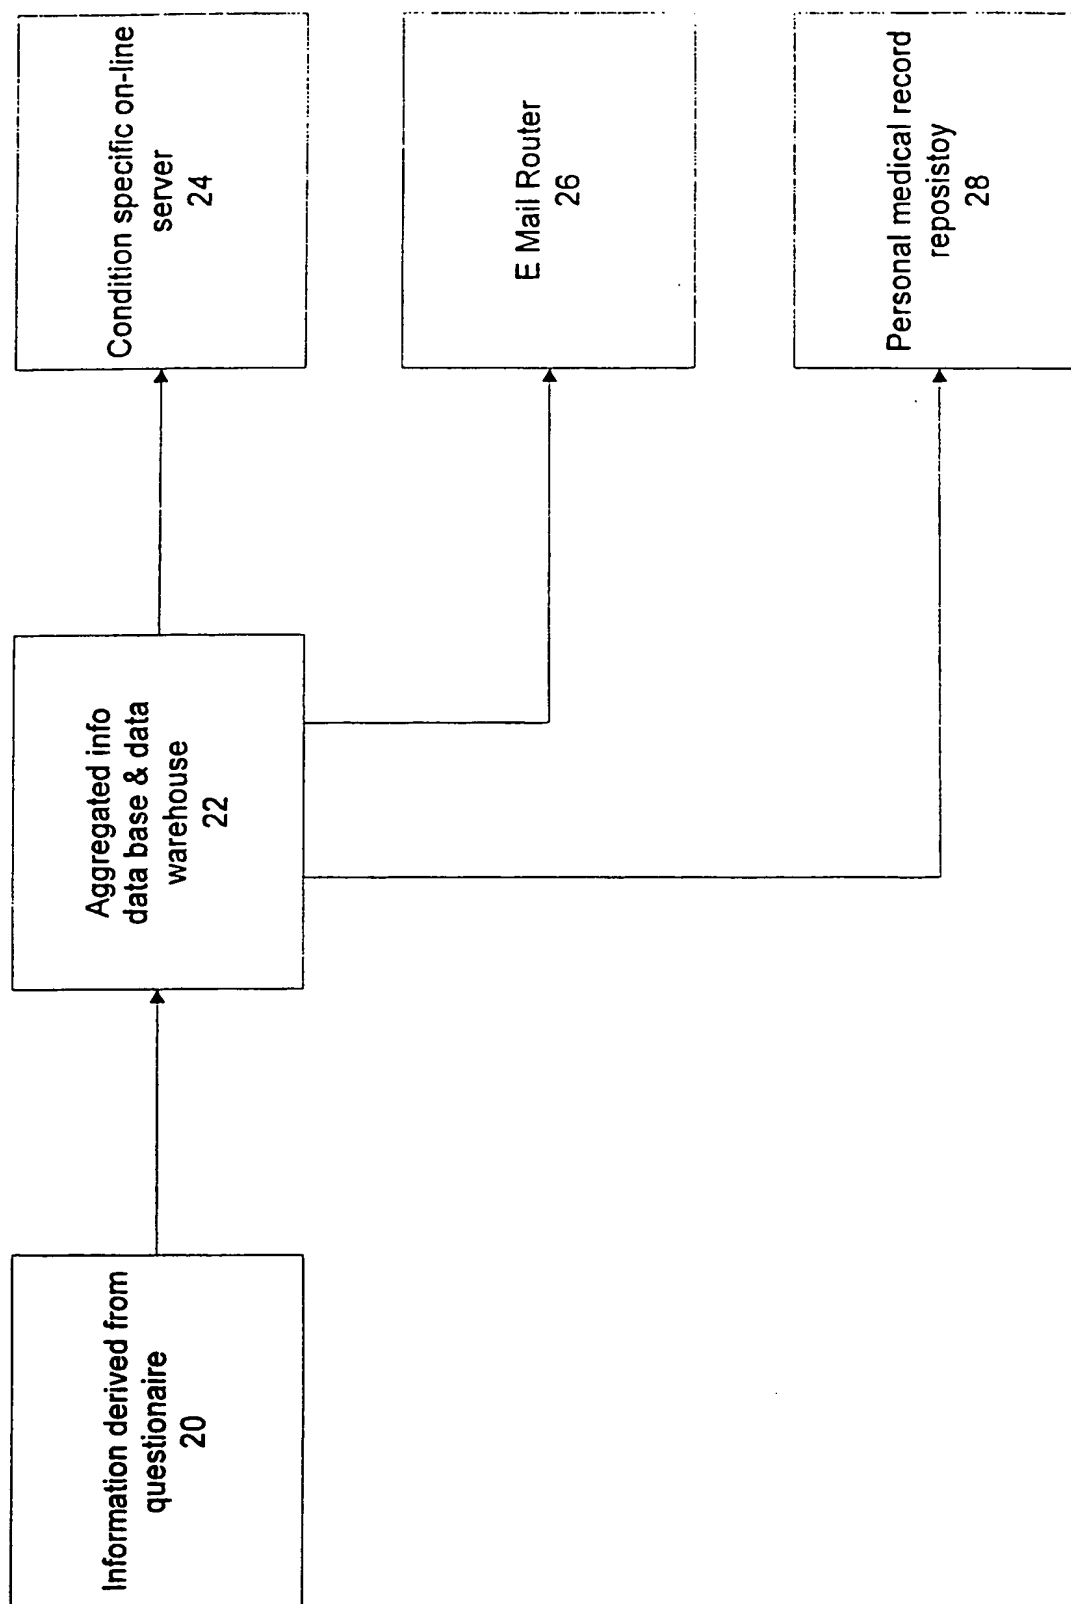 Information derived from
questionaire
20
Aggregated info
data base & data
warehouse
22
Condition specific on-line
server
24
E Mail Router
26
Personal medical record
reposistoy
28